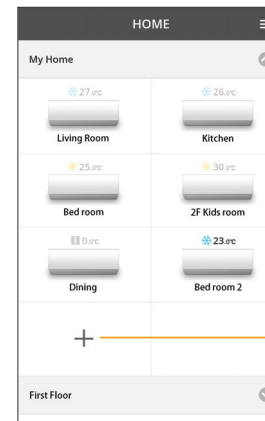 HOME
My Home
27.0°C
26.0°C
Living Room
Kitchen
25.0°C
30.0°C
Bed room
2F Kids room
0.0°C
23.0°C
Dining
Bed room 2
+
First Floor